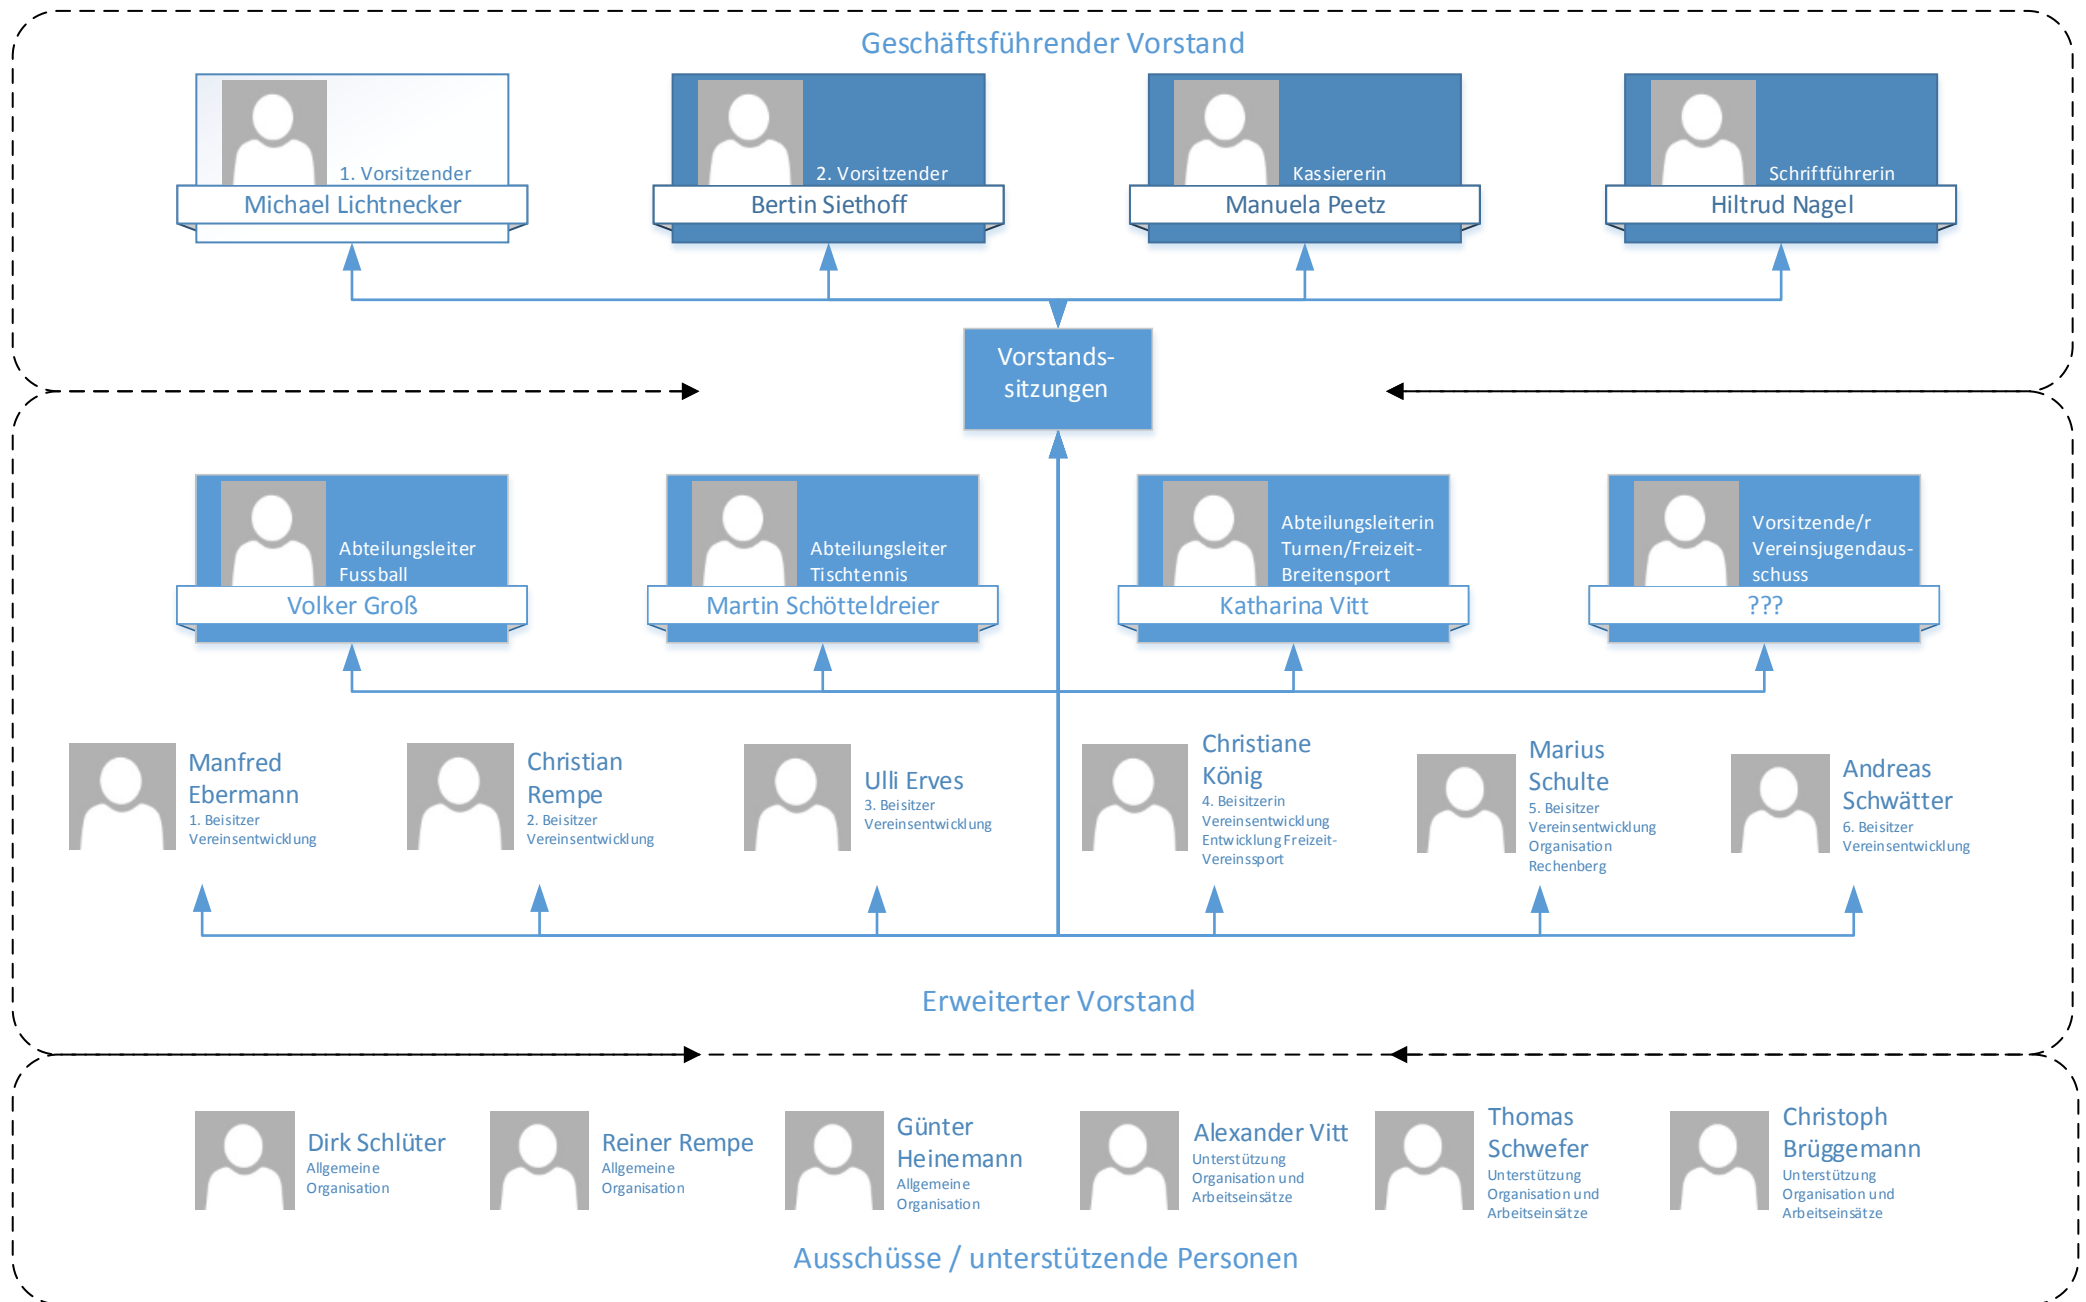 Geschäftsführender Vorstand
1. Vorsitzender
Michael Lichtnecker
2. Vorsitzender
Bertin Siethoff
Kassiererin
Manuela Peetz
Schriftführerin
Hiltrud Nagel
Vorstands-
sitzungen
Abteilungsleiter
Fussball
Volker Groß
Abteilungsleiter
Tischtennis
Martin Schötteldreier
Abteilungsleiterin
Turnen/Freizeit-
Breitensport
Katharina Vitt
Vorsitzende/r
Vereinsjugendaus-
schuss
???
Manfred
Ebermann
1. Beisitzer
Vereinsentwicklung
Christian
Rempe
2. Beisitzer
Vereinsentwicklung
Ulli Erves
3. Beisitzer
Vereinsentwicklung
Christiane
König
4. Beisitzerin
Vereinsentwicklung
Entwicklung Freizeit-
Vereinssport
Marius
Schulte
5. Beisitzer
Vereinsentwicklung
Organisation
Rechenberg
Andreas
Schwätter
6. Beisitzer
Vereinsentwicklung
Erweiterter Vorstand
Dirk Schlüter
Allgemeine
Organisation
Reiner Rempe
Allgemeine
Organisation
Günter
Heinemann
Allgemeine
Organisation
Alexander Vitt
Unterstützung
Organisation und
Arbeitseinsätze
Thomas
Schwefer
Unterstützung
Organisation und
Arbeitseinsätze
Christoph
Brüggemann
Unterstützung
Organisation und
Arbeitseinsätze
Ausschüsse / unterstützende Personen